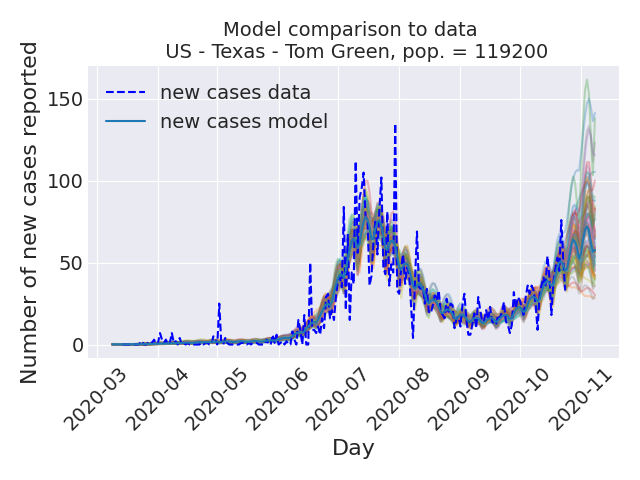 Model comparison to data
US - Texas - Tom Green, pop. = 119200
Number of new cases reported
150
100
50
0
new cases data
new cases model
2020-03
2020-04
2020-05
2020-06
2020-07
2020-08
2020-09
2020-10
2020-11
Day